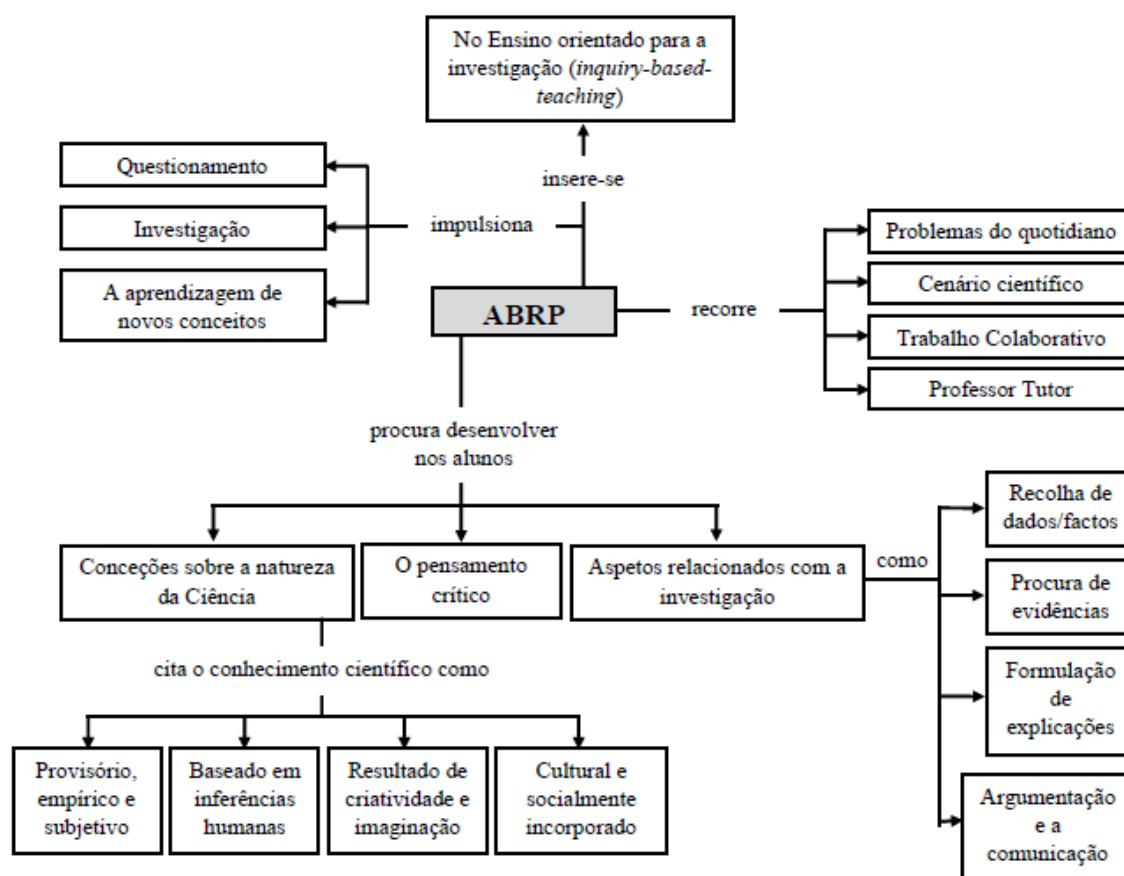 No Ensino orientado para a
investigação (inquiry-based-
teaching)
insere-se
Questionamento
Investigação
A aprendizagem de
novos conceitos
impulsiona
ABRP
recorre
Problemas do quotidiano
Cenário científico
Trabalho Colaborativo
Professor Tutor
procura desenvolver
nos alunos
Conceções sobre a natureza
da Ciência
O pensamento
crítico
Aspetos relacionados com a
investigação
como
Recolha de
dados/factos
Procura de
evidências
Formulação
de
explicações
Argumentação
e a
comunicação
cita o conhecimento científico como
Provisório,
empírico e
subjetivo
Baseado em
inferências
humanas
Resultado de
criatividade e
imaginação
Cultural e
socialmente
incorporado